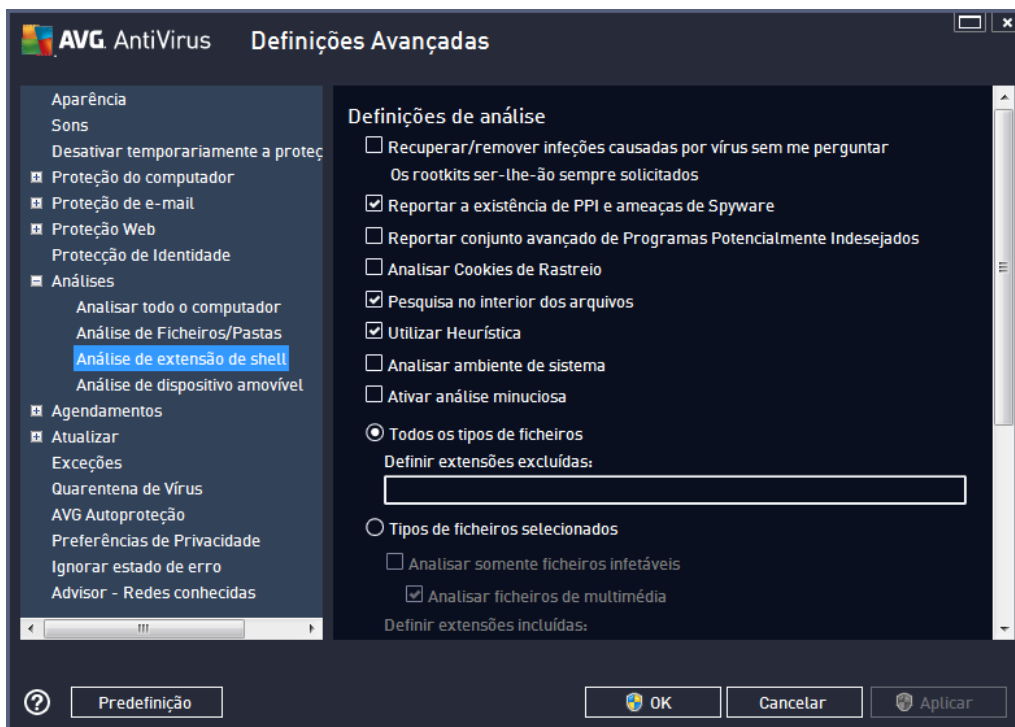 AVG. AntiVirus Definições Avançadas
Aparência
Sons
Desativar temporariamente a proteç
Proteção do computador
Proteção de e-mail
Proteção Web
Protecção de Identidade
Análises
Analisar todo o computador
Análise de Ficheiros/Pastas
Análise de extensão de shell
Análise de dispositivo amovível
Agendamentos
Atualizar
Exceções
Quarentena de Vírus
AVG Autoproteção
Preferências de Privacidade
Ignorar estado de erro
Advisor - Redes conhecidas
Definições de análise
Recuperar/remover infeções causadas por vírus sem me perguntar
Os rootkits ser-lhe-ão sempre solicitados
Reportar a existência de PPI e ameaças de Spyware
Reportar conjunto avançado de Programas Potencialmente Indesejados
Analisar Cookies de Rastreio
Pesquisa no interior dos arquivos
Utilizar Heurística
Analisar ambiente de sistema
Ativar análise minuciosa
Todos os tipos de ficheiros
Definir extensões excluídas:
Tipos de ficheiros selecionados
Analisar somente ficheiros infetáveis
Analisar ficheiros de multimédia
Definir extensões incluídas:
Predefinição
OK
Cancelar
Aplicar